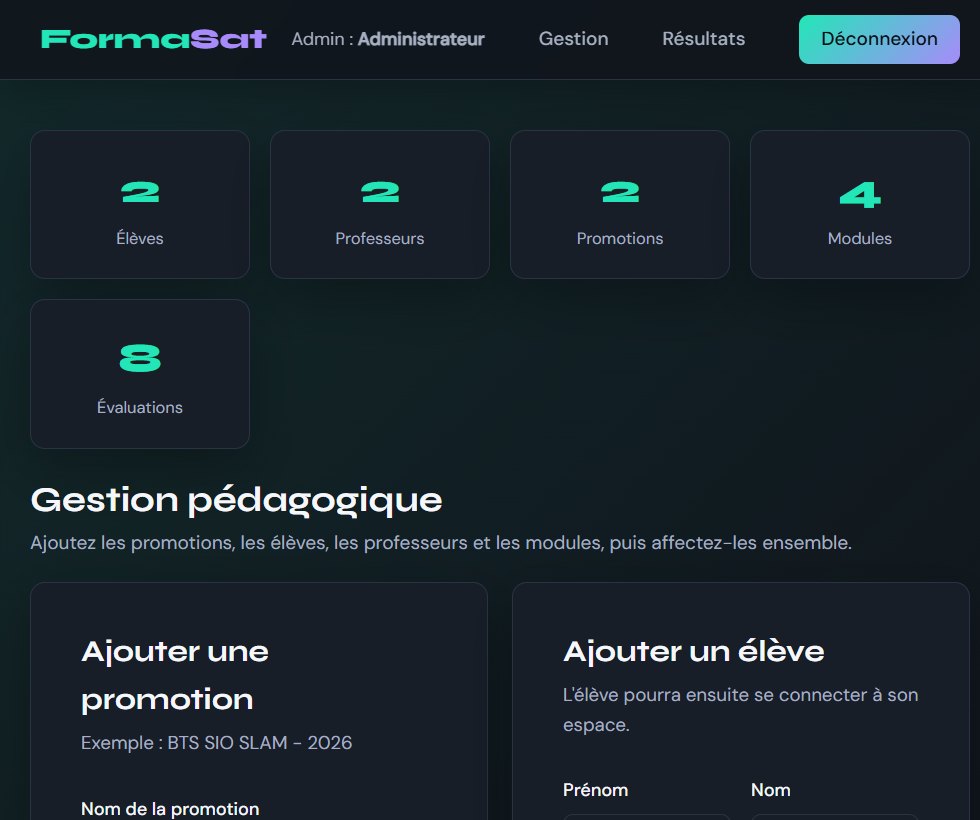 FormaSat Admin : Administrateur Gestion Résultats Déconnexion
2 2 2 4
Élèves Professeurs Promotions Modules
8
Évaluations
Gestion pédagogique
Ajoutez les promotions, les élèves, les professeurs et les modules, puis affectez-les ensemble.
Ajouter une
promotion
Exemple : BTS SIO SLAM - 2026
Nom de la promotion
Ajouter un élève
L'élève pourra ensuite se connecter à son
espace.
Prénom Nom